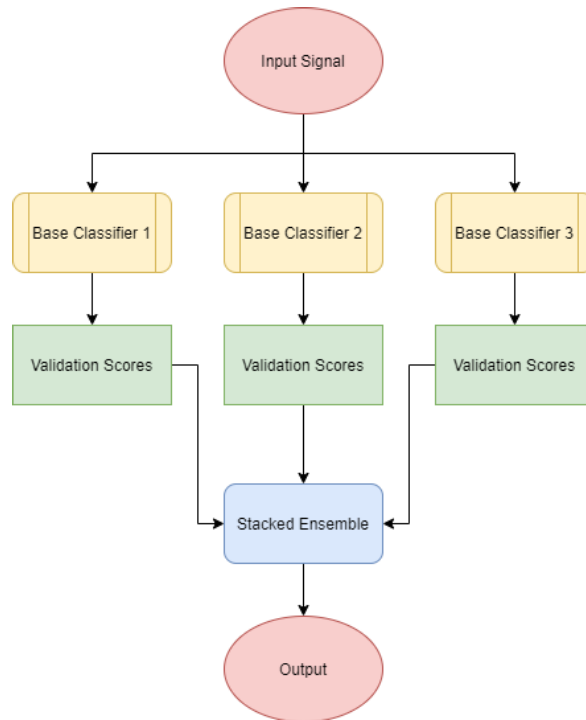 Input Signal
Base Classifier 1
Base Classifier 2
Base Classifier 3
Validation Scores
Validation Scores
Validation Scores
Stacked Ensemble
Output